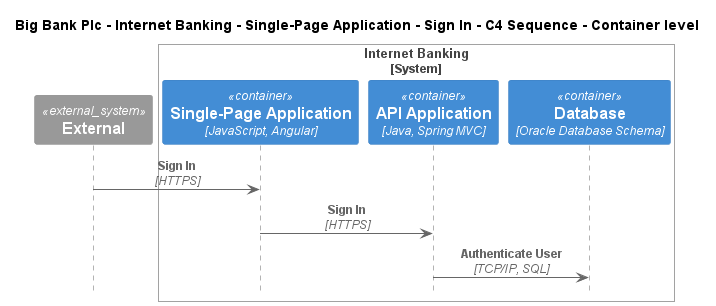 Big Bank Plc - Internet Banking - Single-Page Application - Sign In - C4 Sequence - Container level
Internet Banking
[System]
«external_system»
External
«container»
Single-Page Application
[JavaScript, Angular]
«container»
API Application
[Java, Spring MVC]
«container»
Database
[Oracle Database Schema]
Sign In
[HTTPS]
Sign In
[HTTPS]
Authenticate User
[TCP/IP, SQL]